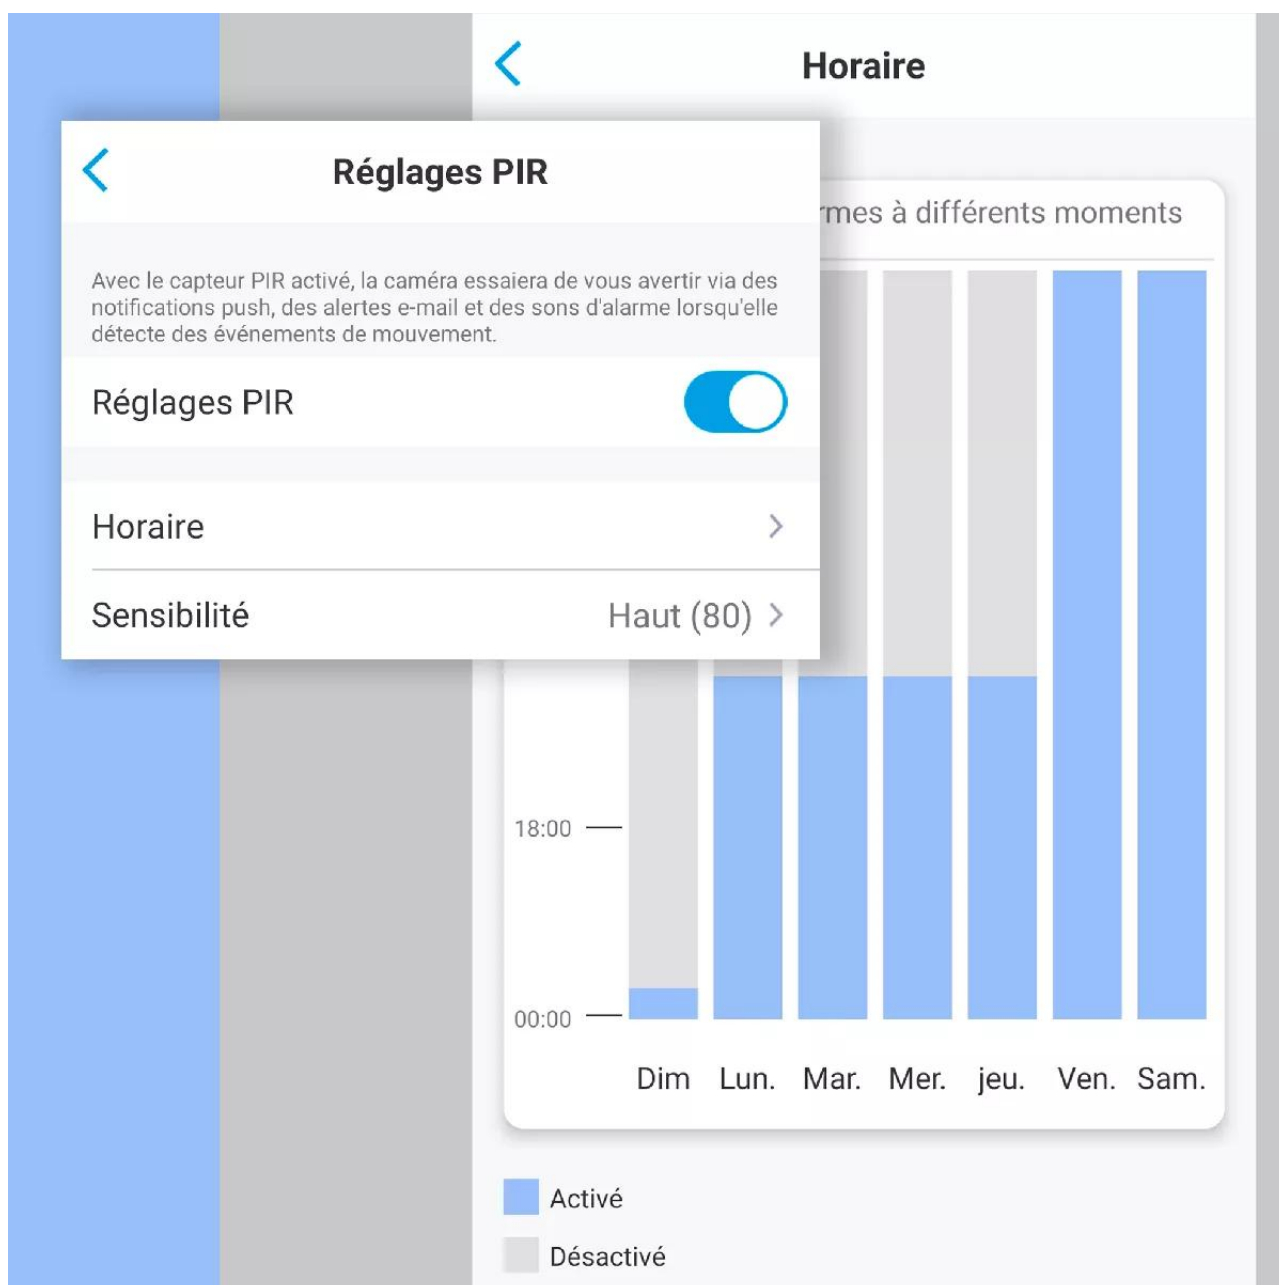 Horaire
Réglages PIR
à différents moments
Avec le capteur PIR activé, la caméra essaiera de vous avertir via des
notifications push, des alertes e-mail et des sons d'alarme lorsqu'elle
détecte des événements de mouvement.
Réglages PIR
Horaire
Sensibilité Haut (80)
18:00
00:00
Dim Lun. Mar. Mer. jeu. Ven. Sam.
Activé
Désactivé